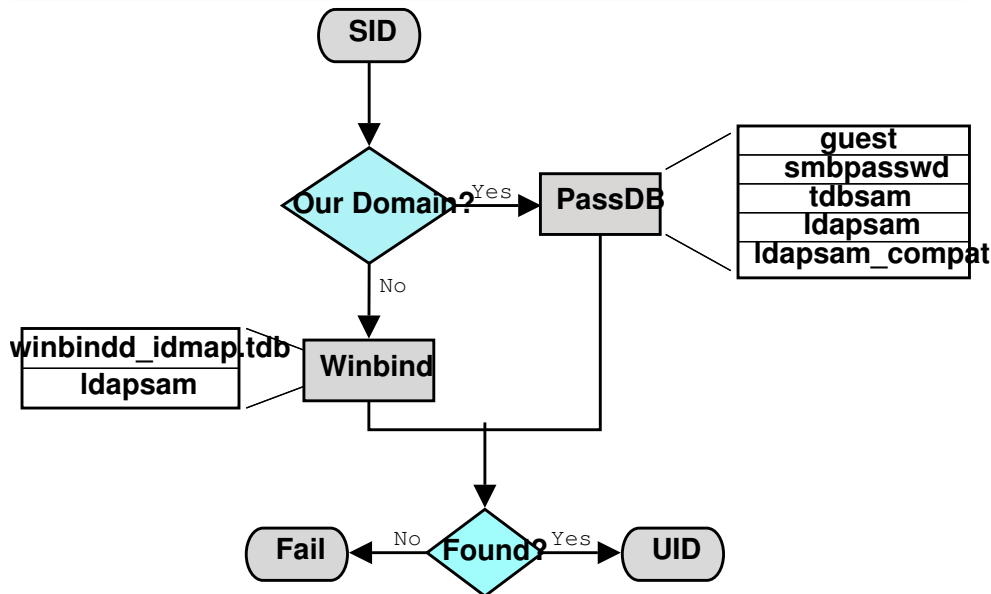 SID
guest
smbpasswd
tdbsam
ldapsam
ldapsam_compat
Our Domain?
Yes
PassDB
No
winbindd_idmap.tdb
ldapsam
Winbind
Fail
No
Found?
Yes
UID